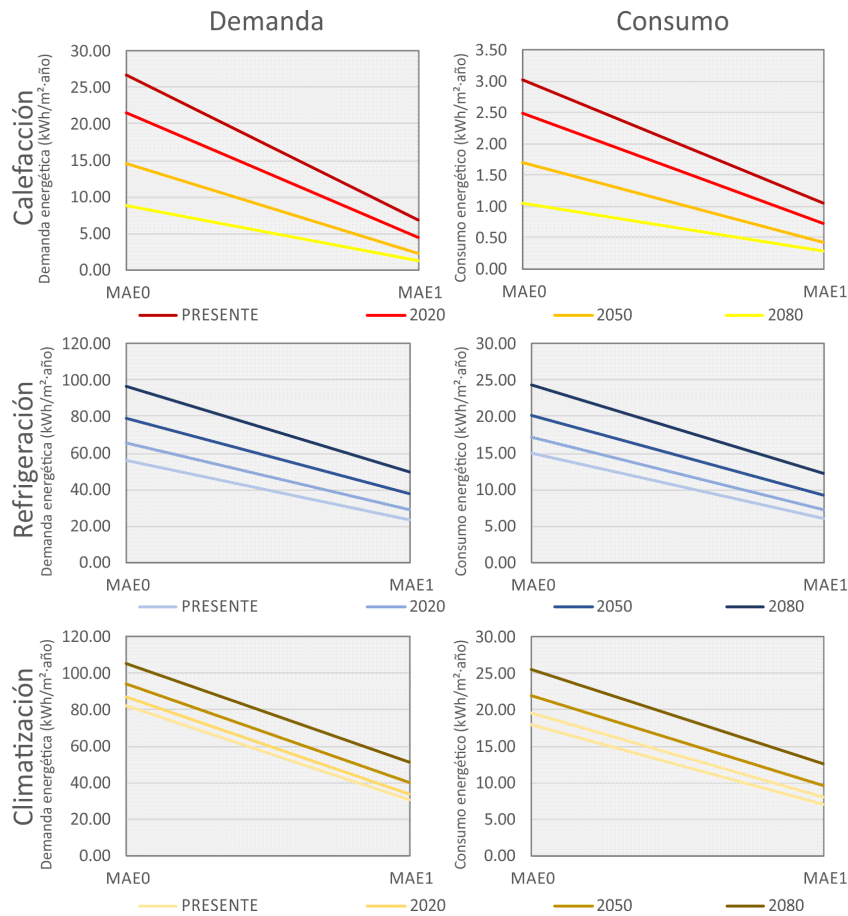 Demanda
Consumo
Calefacción
Demanda energética (kWh/m²·año)
30.00
25.00
20.00
15.00
10.00
5.00
0.00
MAE0
MAE1
Consumo energético (kWh/m²·año)
3.50
3.00
2.50
2.00
1.50
1.00
0.50
0.00
MAE0
MAE1
PRESENTE
2020
2050
2080
Refrigeración
Demanda energética (kWh/m²·año)
120.00
100.00
80.00
60.00
40.00
20.00
0.00
MAE0
MAE1
Consumo energético (kWh/m²·año)
30.00
25.00
20.00
15.00
10.00
5.00
0.00
MAE0
MAE1
PRESENTE
2020
2050
2080
Climatización
Demanda energética (kWh/m²·año)
120.00
100.00
80.00
60.00
40.00
20.00
0.00
MAE0
MAE1
Consumo energético (kWh/m²·año)
30.00
25.00
20.00
15.00
10.00
5.00
0.00
MAE0
MAE1
PRESENTE
2020
2050
2080